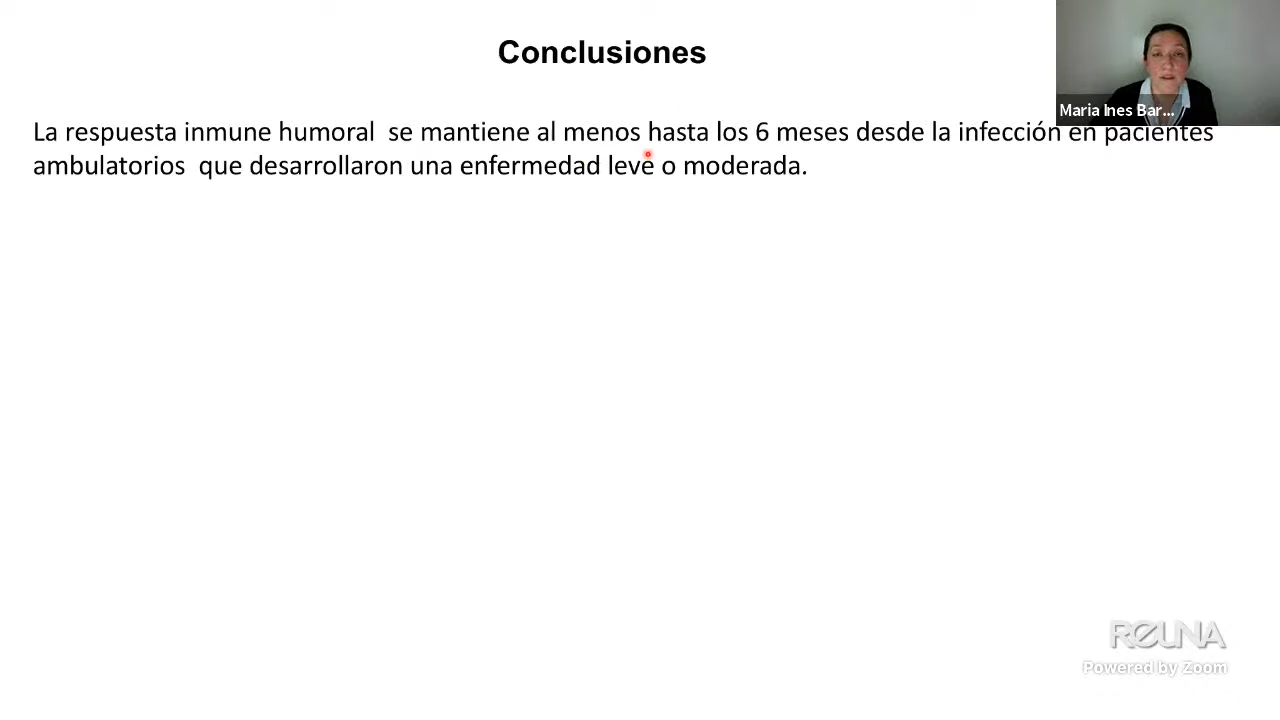 Conclusiones
Maria Ines Bar...
La respuesta inmune humoral se mantiene al menos hasta los 6 meses desde la infección en pacientes
ambulatorios que desarrollaron una enfermedad leve o moderada.
REUNA
Powered by Zoom